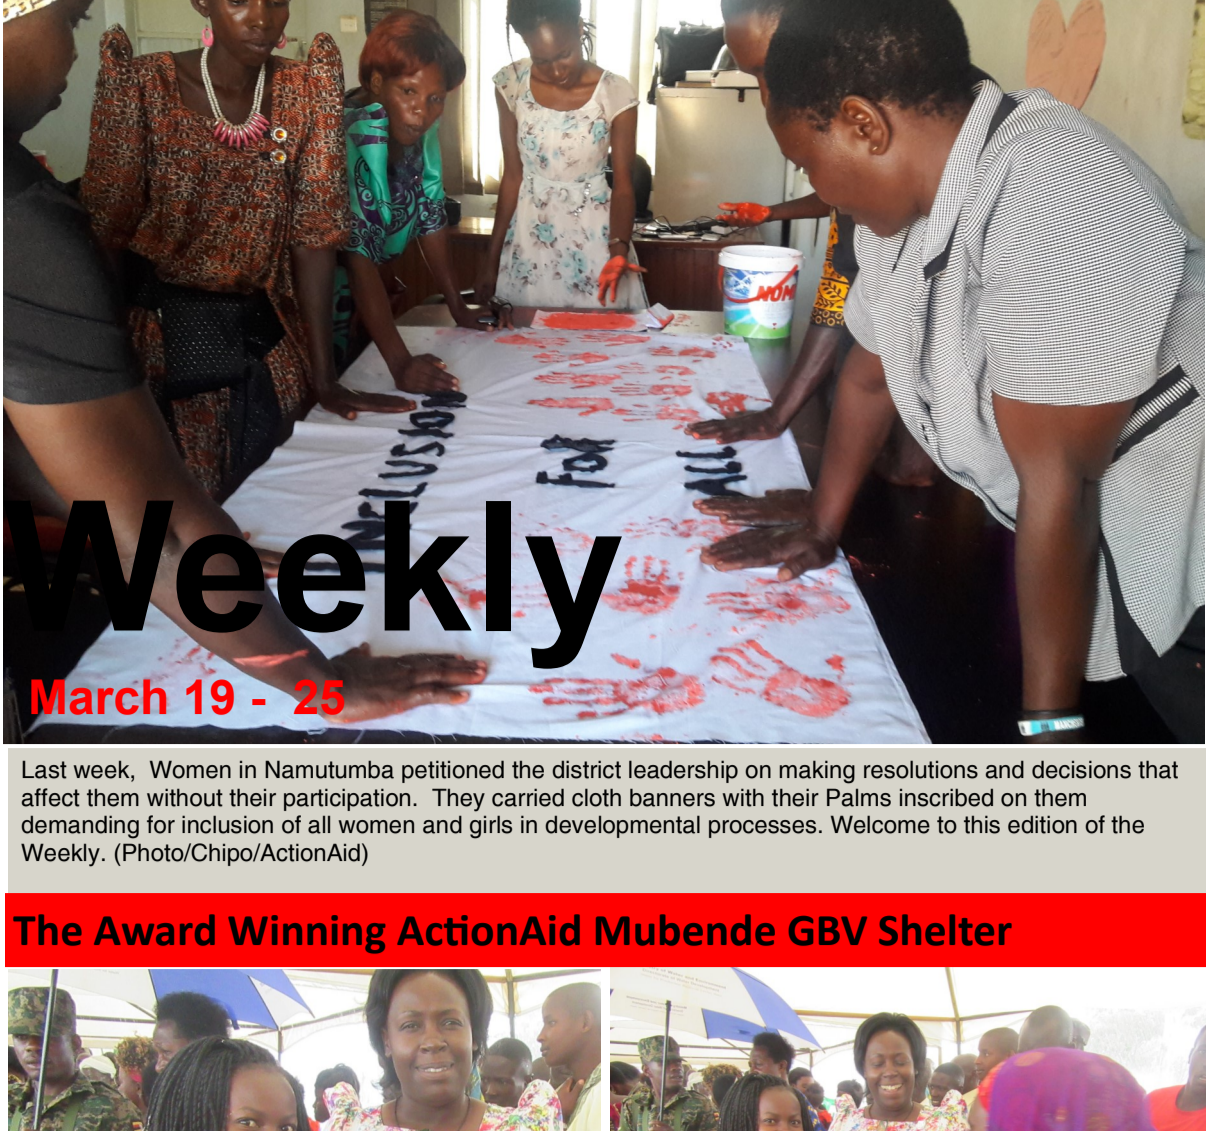 INCLUSION
FOR
ALL
NOMI
Weekly
March 19 -  25
Last week,  Women in Namutumba petitioned the district leadership on making resolutions and decisions that
affect them without their participation.  They carried cloth banners with their Palms inscribed on them
demanding for inclusion of all women and girls in developmental processes. Welcome to this edition of the
Weekly. (Photo/Chipo/ActionAid)
The Award Winning ActionAid Mubende GBV Shelter